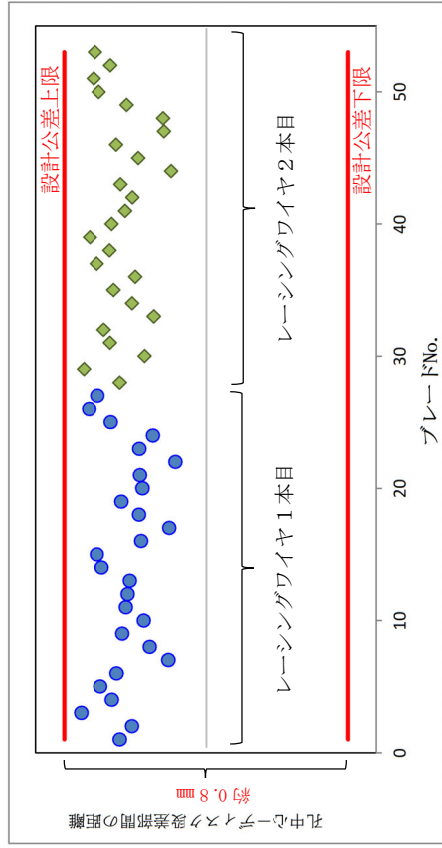 設計公差上限
設計公差下限
レーシングワイヤ1本目
レーシングワイヤ2本目
0
10
20
30
40
50
ブレードNo.
約0.8mm
孔中心ーディスク段差部間の距離